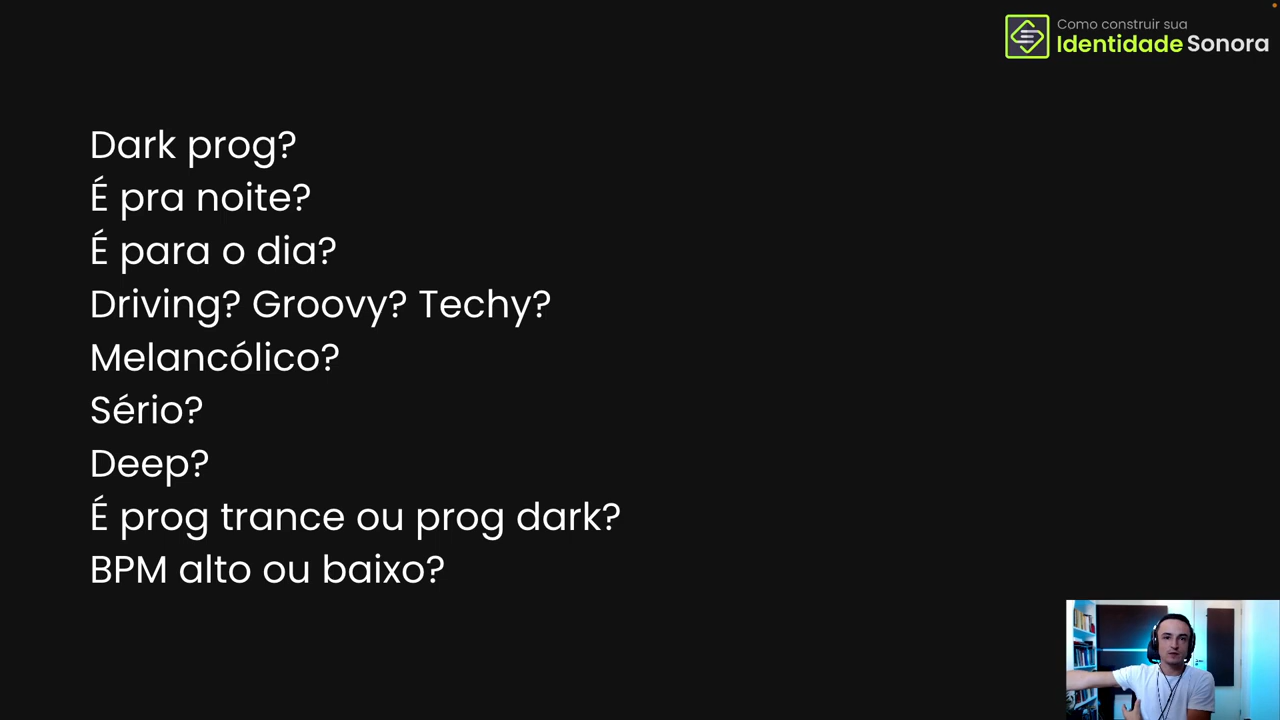 Como construir sua
Identidade Sonora
Dark prog?
É pra noite?
É para o dia?
Driving? Groovy? Techy?
Melancólico?
Sério?
Deep?
É prog trance ou prog dark?
BPM alto ou baixo?